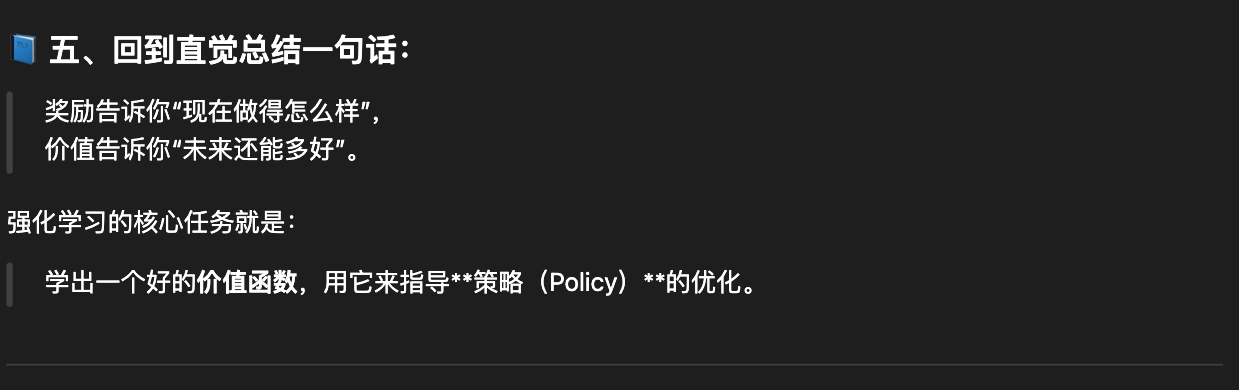 📘 五、回到直觉总结一句话：
奖励告诉你“现在做得怎么样”，
价值告诉你“未来还能多好”。
强化学习的核心任务就是：
学出一个好的价值函数，用它来指导**策略（Policy）**的优化。